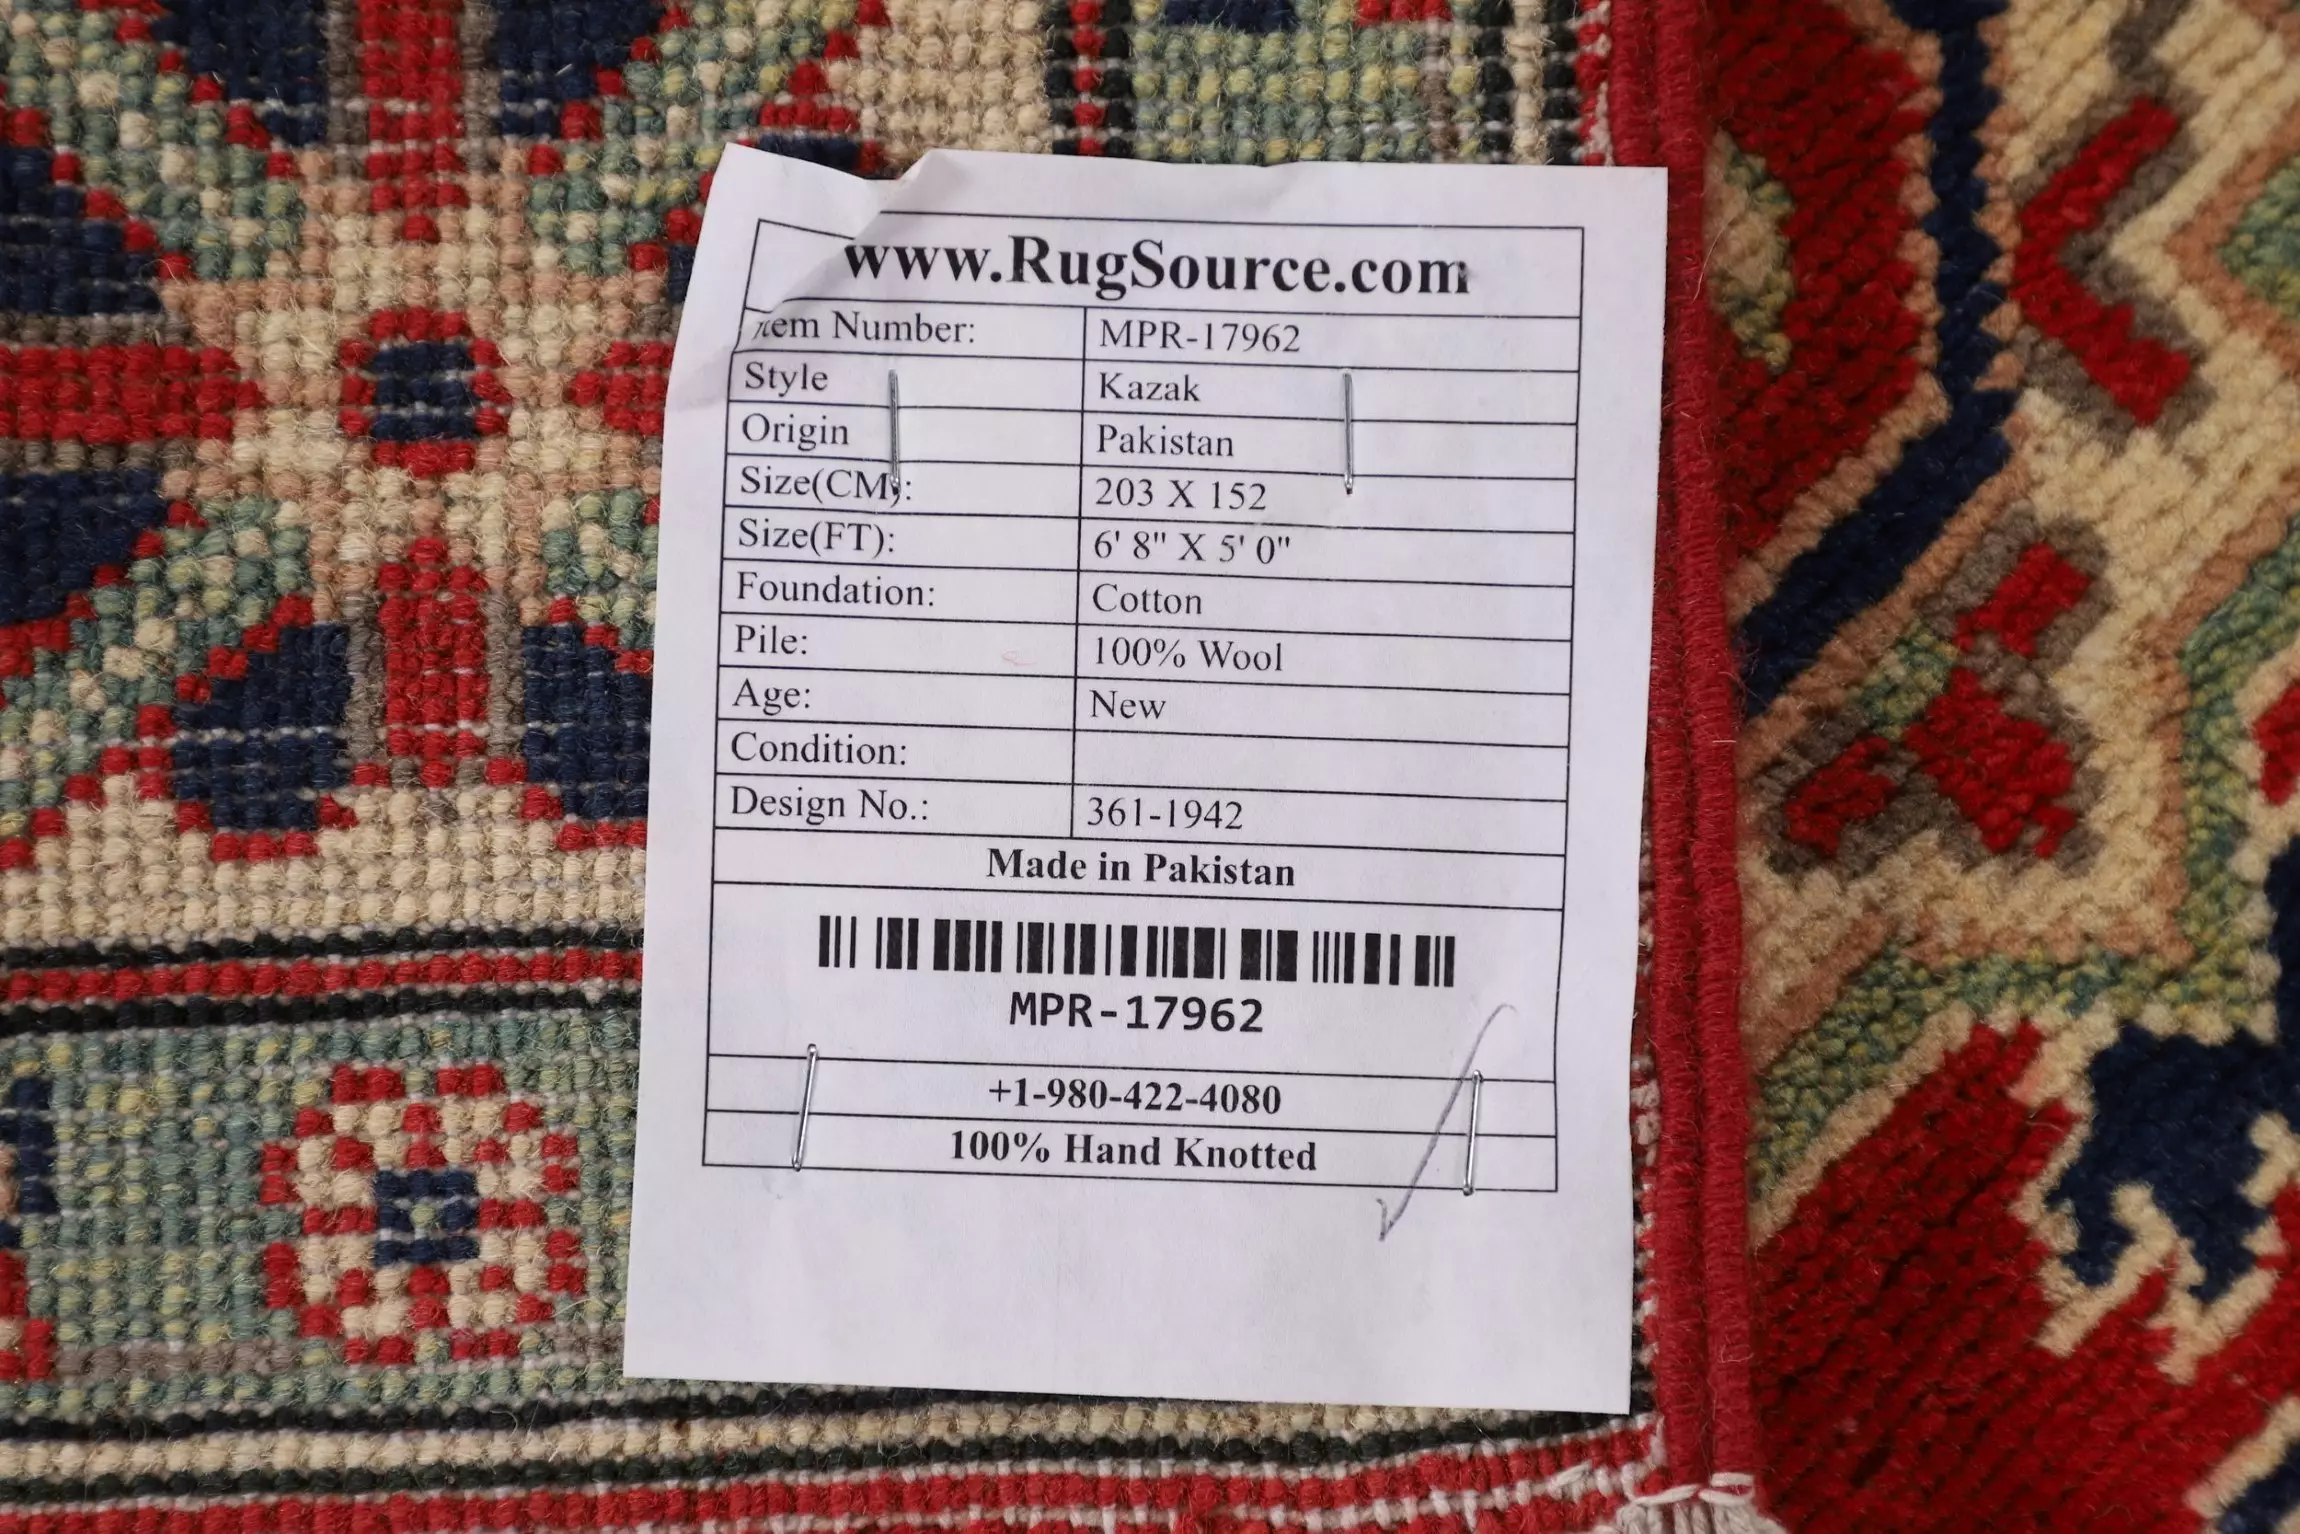 www.RugSource.com
Item Number: MPR-17962
Style Kazak
Origin Pakistan
Size(CM): 203 X 152
Size(FT): 6' 8" X 5' 0"
Foundation: Cotton
Pile: 100% Wool
Age: New
Condition:
Design No.: 361-1942
Made in Pakistan
MPR-17962
+1-980-422-4080
100% Hand Knotted